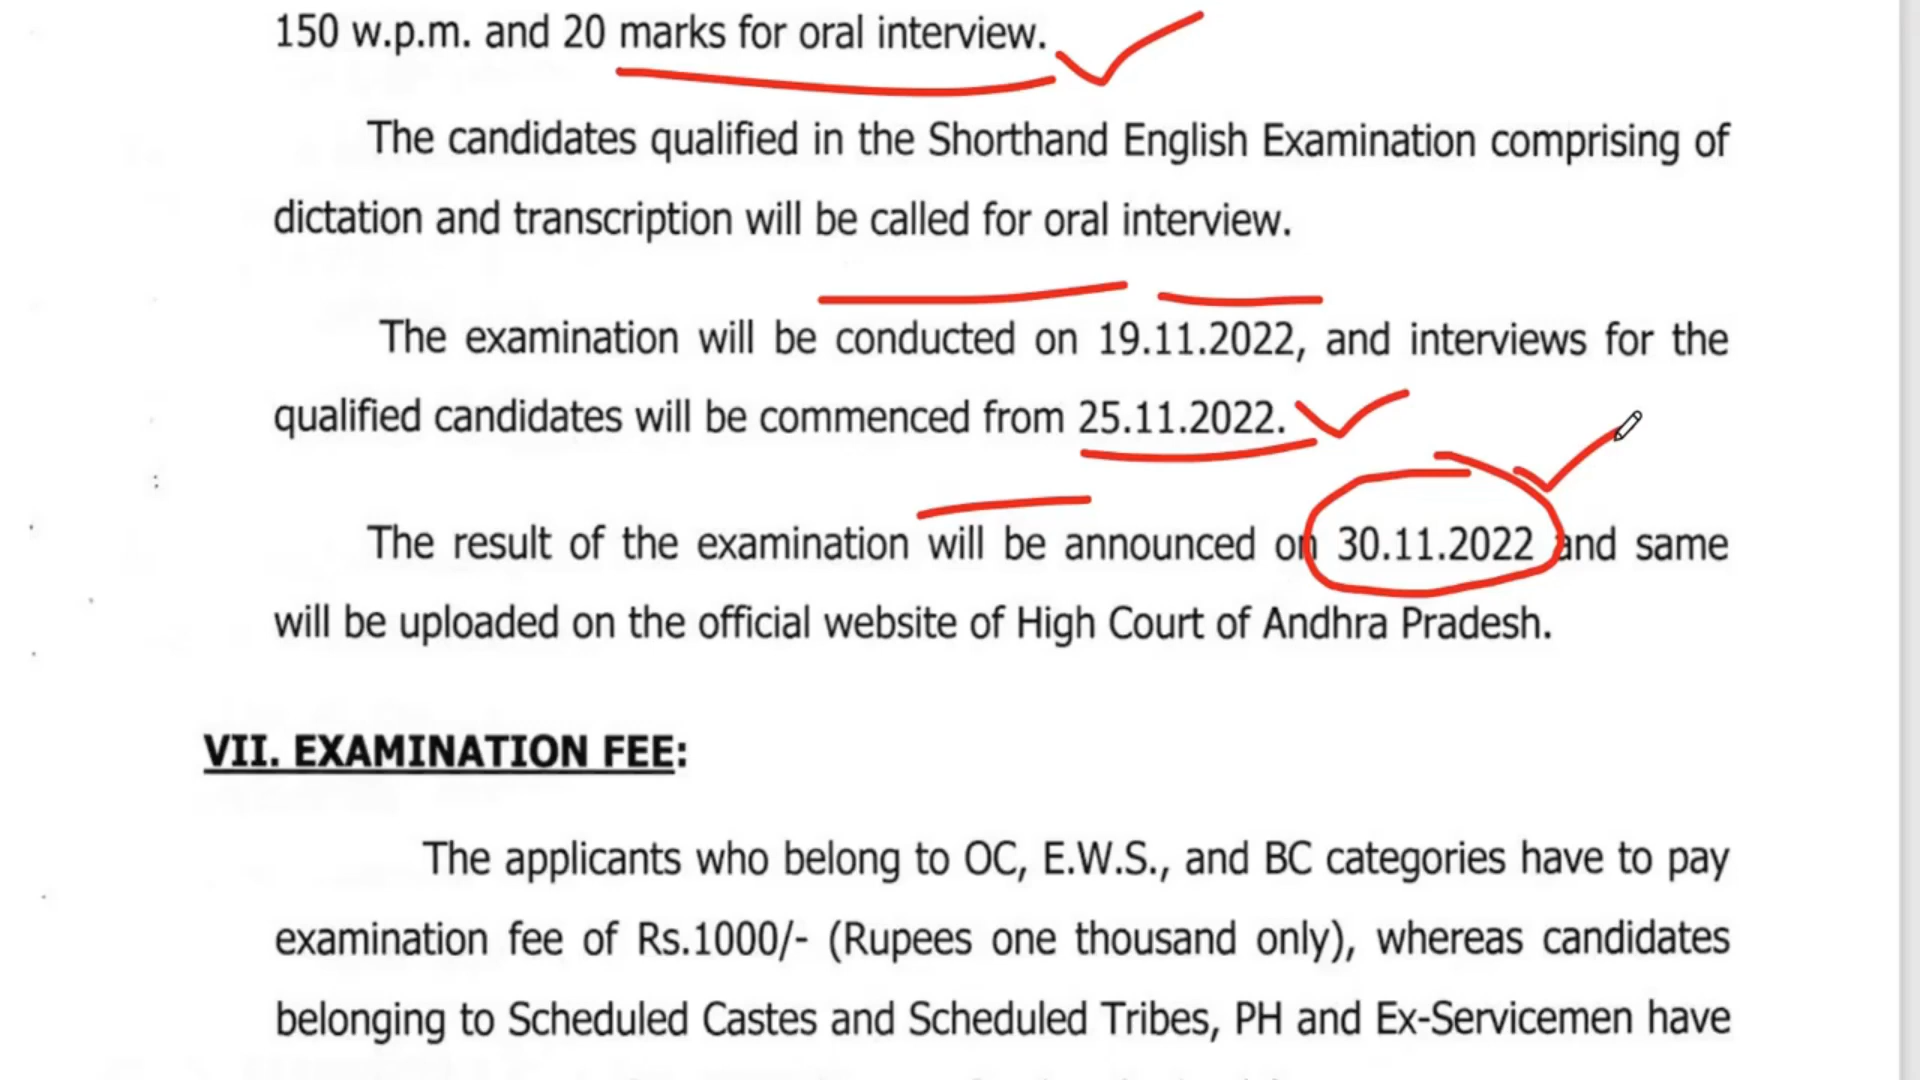 150 w.p.m. and 20 marks for oral interview.
The candidates qualified in the Shorthand English Examination comprising of
dictation and transcription will be called for oral interview.
The examination will be conducted on 19.11.2022, and interviews for the
qualified candidates will be commenced from 25.11.2022.
The result of the examination will be announced on 30.11.2022 and same
will be uploaded on the official website of High Court of Andhra Pradesh.
VII. EXAMINATION FEE:
The applicants who belong to OC, E.W.S., and BC categories have to pay
examination fee of Rs.1000/- (Rupees one thousand only), whereas candidates
belonging to Scheduled Castes and Scheduled Tribes, PH and Ex-Servicemen have